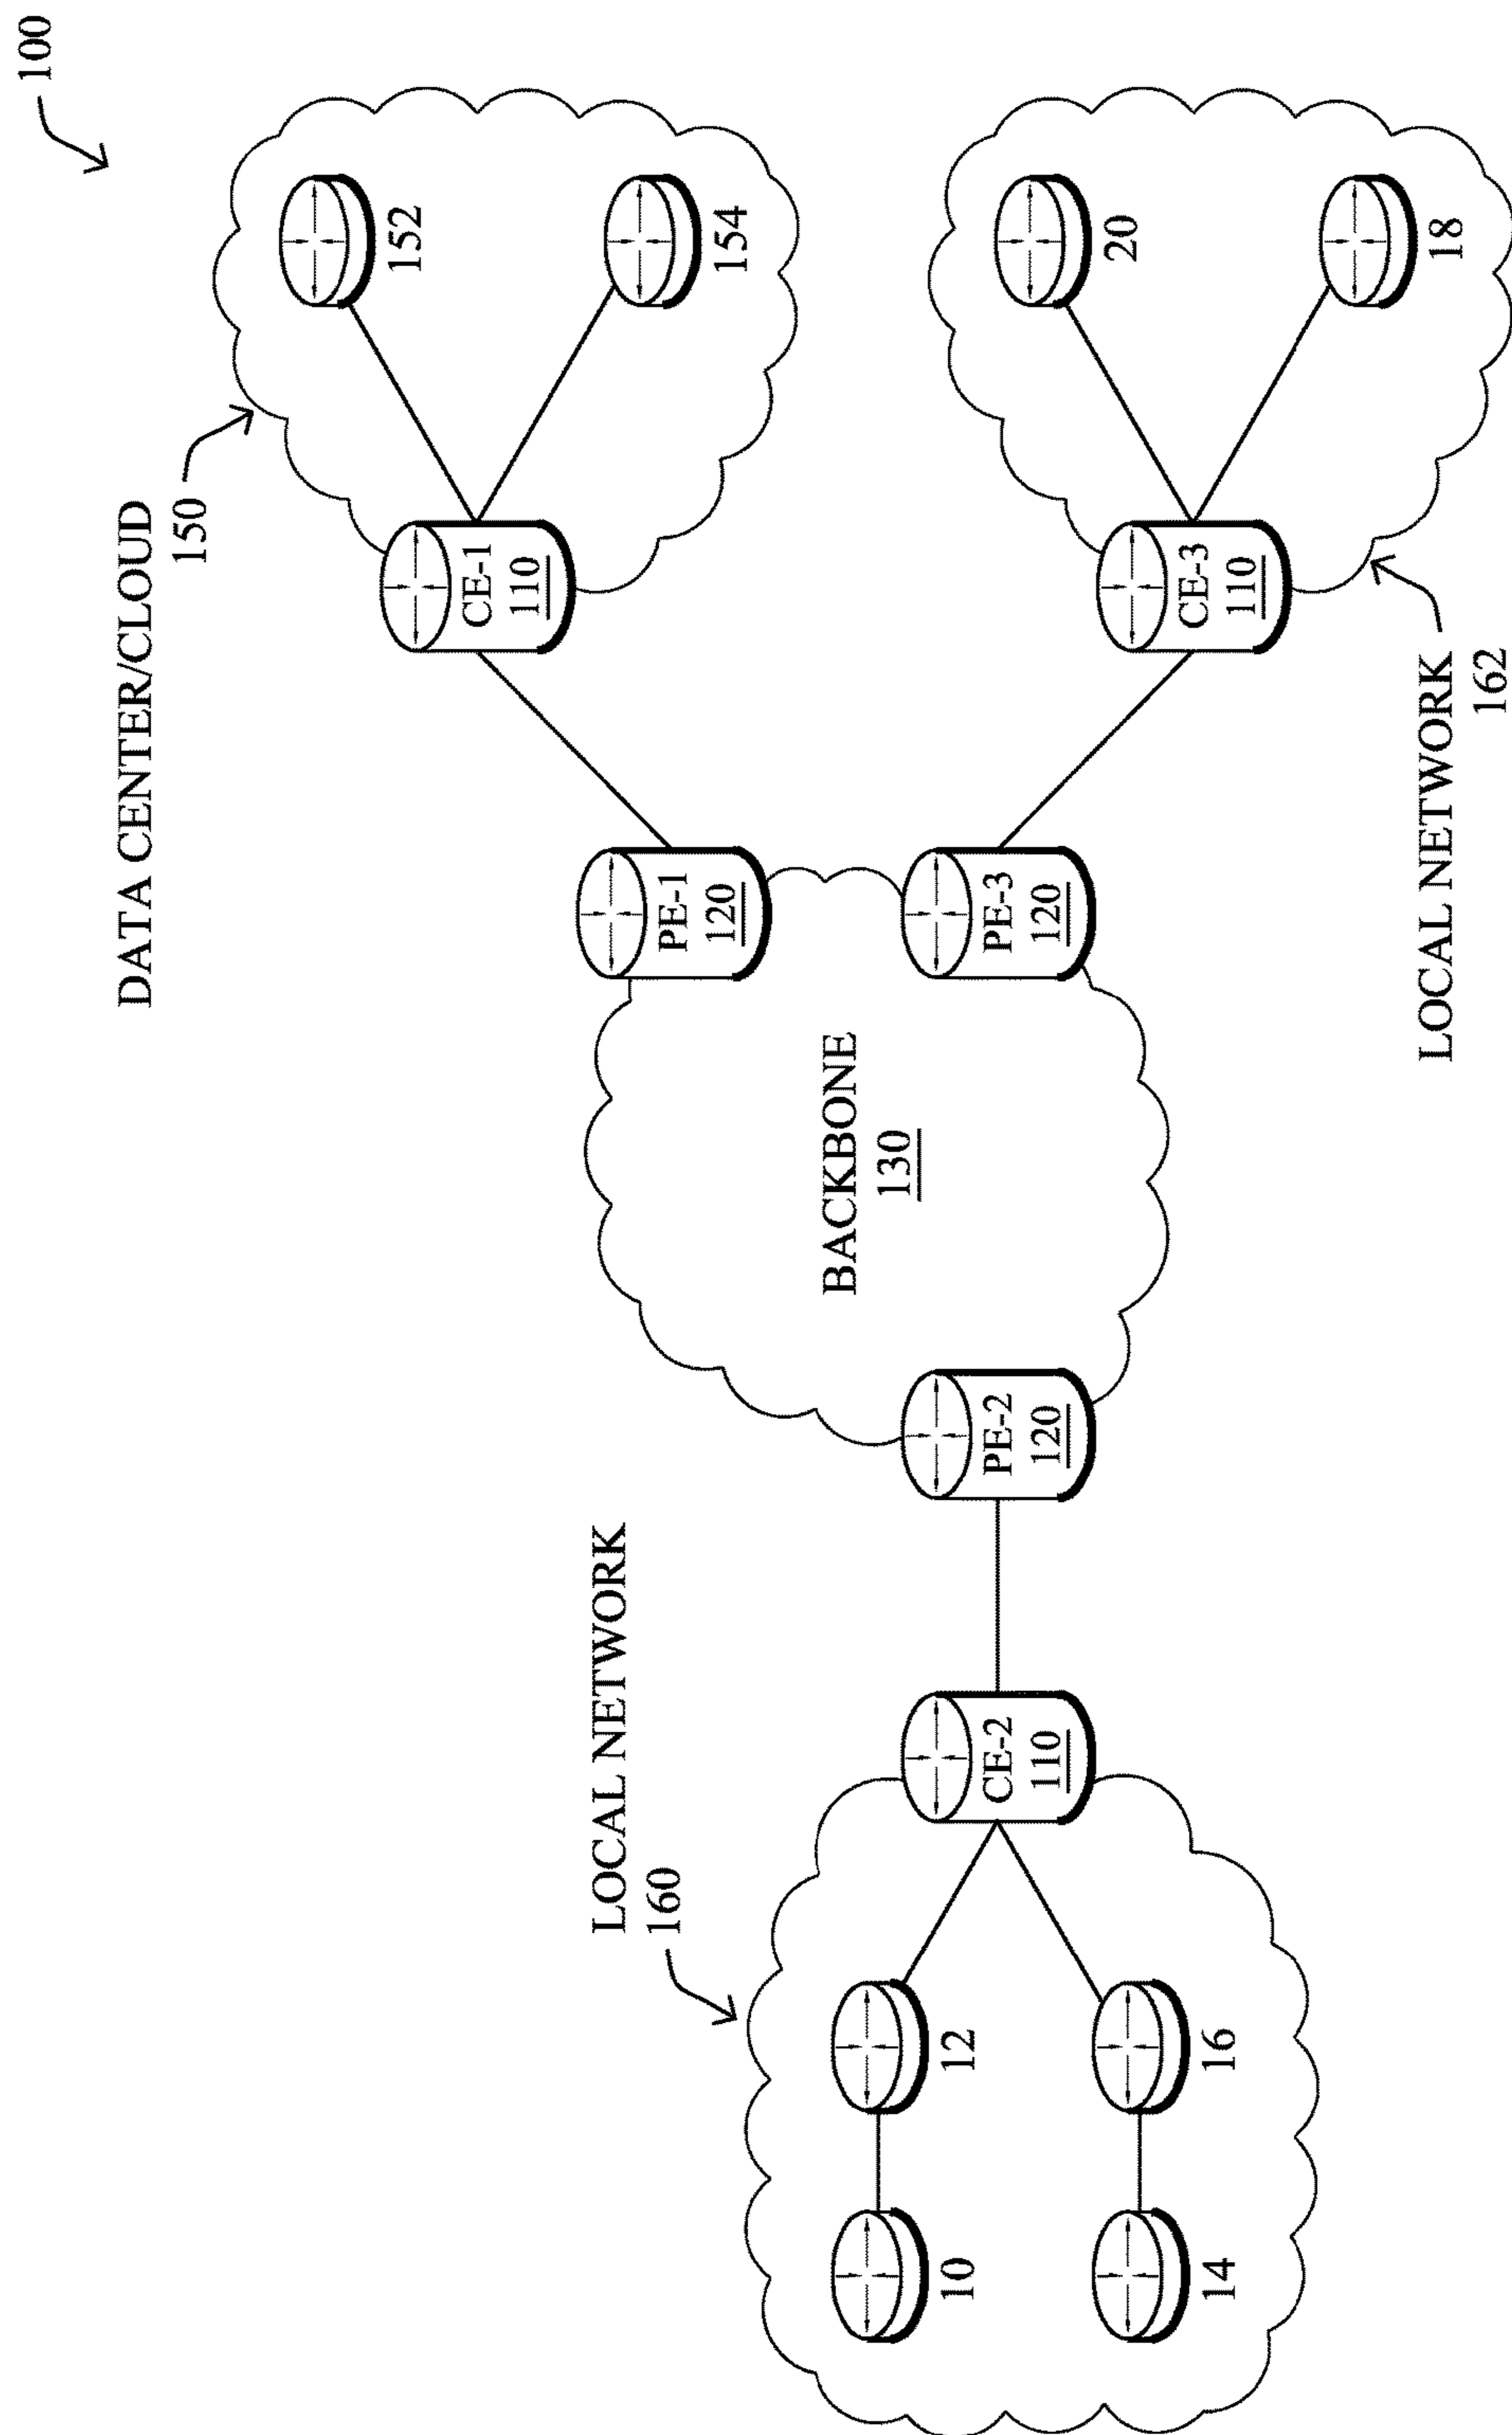 100
DATA CENTER/CLOUD
150
152
154
CE-1
110
PE-1
120
LOCAL NETWORK
160
BACKBONE
130
10
12
CE-2
110
PE-2
120
PE-3
120
CE-3
110
20
14
16
18
LOCAL NETWORK
162